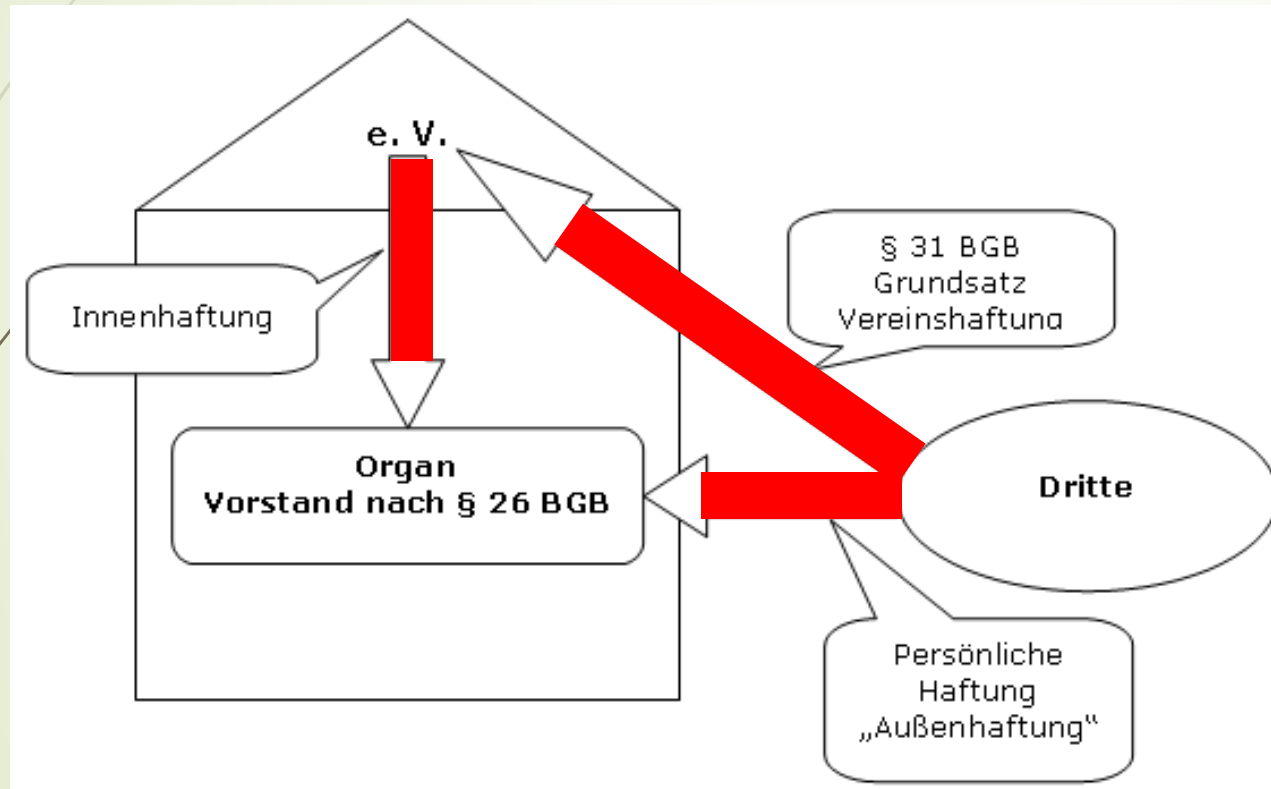 e. V.
Innenhaftung
§ 31 BGB
Grundsatz
Vereinshaftung
Organ
Vorstand nach § 26 BGB
Dritte
Persönliche
Haftung
„Außenhaftung“